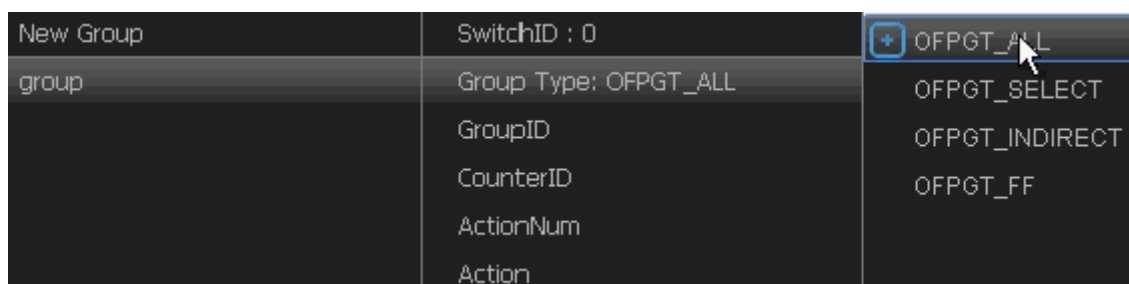 New Group
group
SwitchID : 0
Group Type: OFPGT_ALL
GroupID
CounterID
ActionNum
Action
OFPGT_ALL
OFPGT_SELECT
OFPGT_INDIRECT
OFPGT_FF